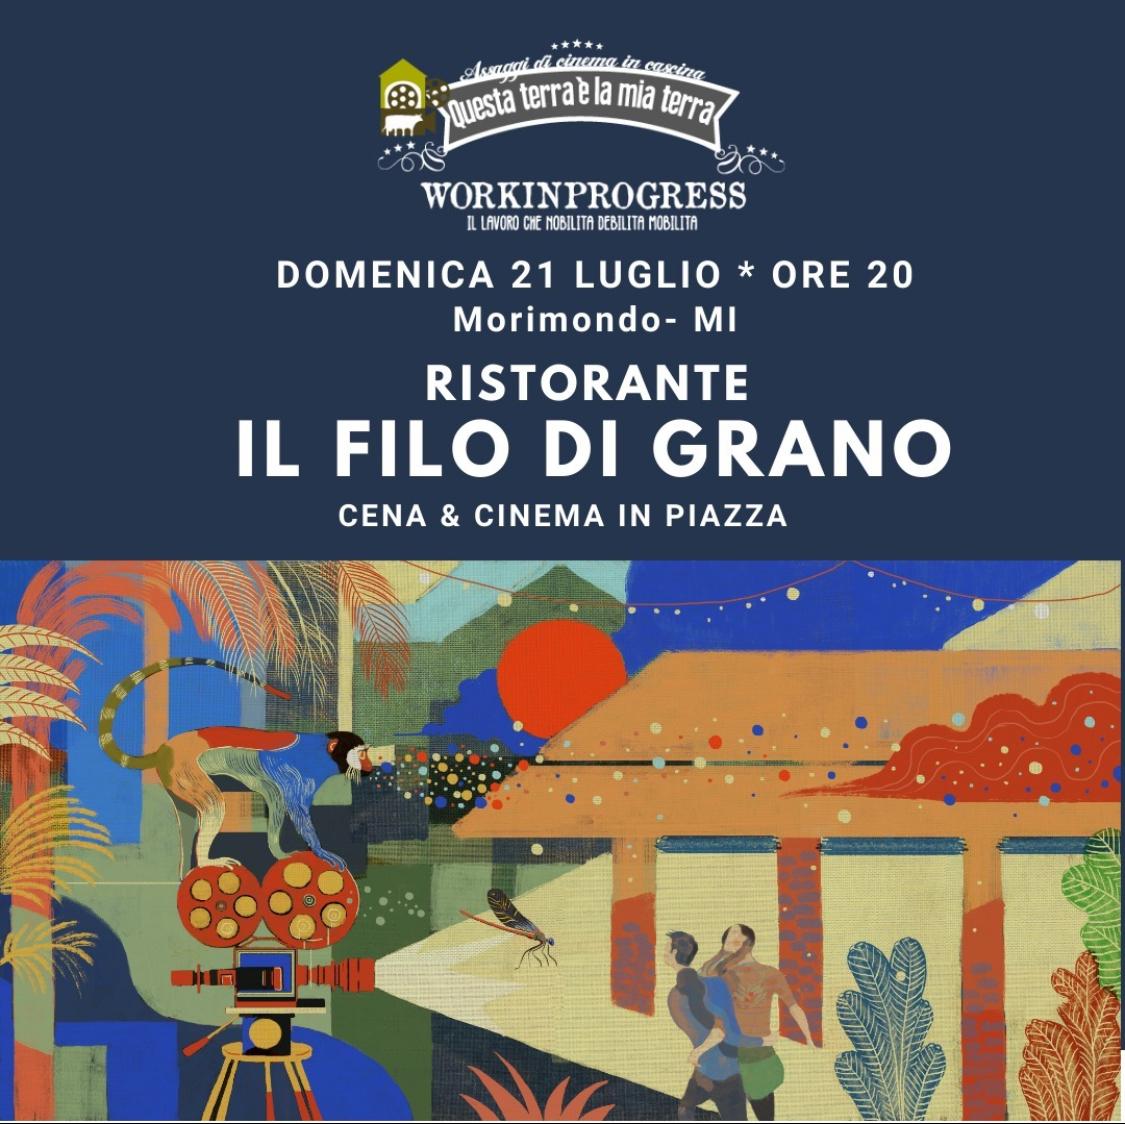 Assaggi di cinema in cascina
Questa terra è la mia terra
WORKINPROGRESS
IL LAVORO CHE NOBILITA DEBILITA MOBILITA
DOMENICA 21 LUGLIO * ORE 20
Morimondo- MI
RISTORANTE
IL FILO DI GRANO
CENA & CINEMA IN PIAZZA